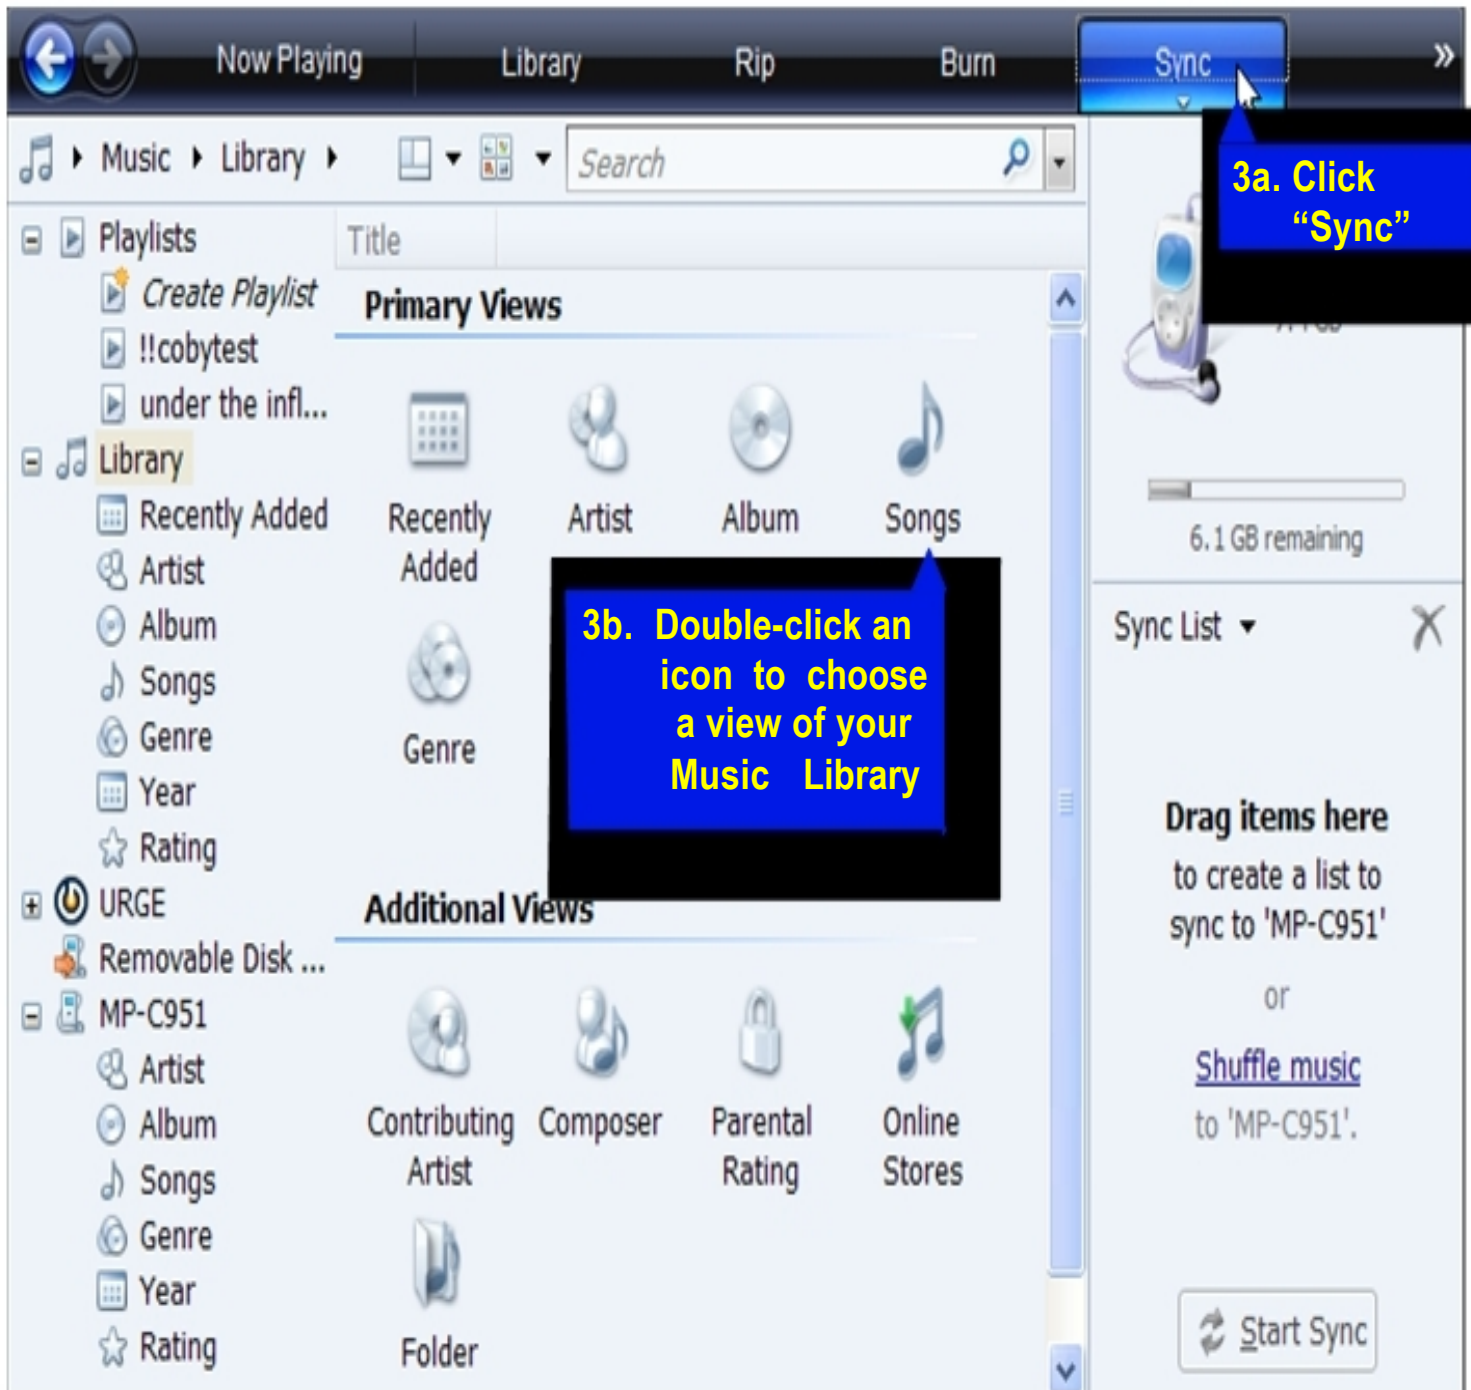 Now Playing
Library
Rip
Burn
Sync
»
Music
Library
Search
3a. Click
“Sync”
Playlists
Create Playlist
!!cobytest
under the infl...
Library
Recently Added
Artist
Album
Songs
Genre
Year
Rating
URGE
Removable Disk ...
MP-C951
Artist
Album
Songs
Genre
Year
Rating
Title
Primary Views
Recently
Added
Artist
Album
Songs
Genre
3b. Double-click an
icon to choose
a view of your
Music Library
Additional Views
Contributing
Artist
Composer
Parental
Rating
Online
Stores
Folder
6.1 GB remaining
Sync List
Drag items here
to create a list to
sync to 'MP-C951'
or
Shuffle music
to 'MP-C951'.
Start Sync